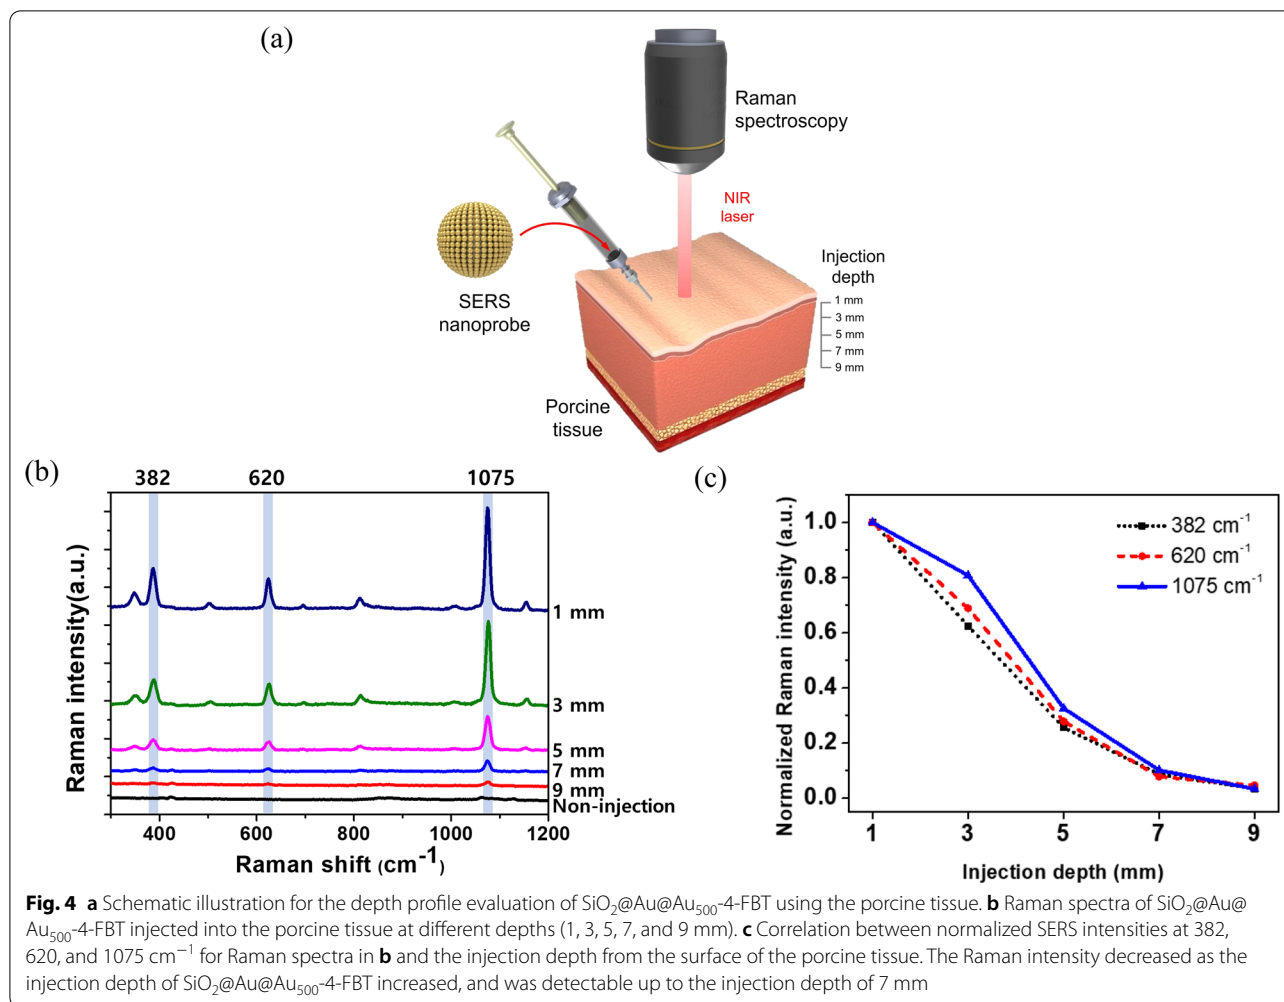 (a)
Raman
spectroscopy
NIR
laser
SERS
nanoprobe
Injection
depth
1 mm
3 mm
5 mm
7 mm
9 mm
Porcine
tissue
(b)
382 620 1075
Raman intensity(a.u.)
1 mm
3 mm
5 mm
7 mm
9 mm
Non-injection
400 600 800 1000 1200
Raman shift (cm⁻¹)
(c)
Normalized Raman intensity (a.u.)
1.0
0.8
0.6
0.4
0.2
0.0
382 cm⁻¹
620 cm⁻¹
1075 cm⁻¹
1 3 5 7 9
Injection depth (mm)
Fig. 4 a Schematic illustration for the depth profile evaluation of SiO₂@Au@Au₅₀₀-4-FBT using the porcine tissue. b Raman spectra of SiO₂@Au@
Au₅₀₀-4-FBT injected into the porcine tissue at different depths (1, 3, 5, 7, and 9 mm). c Correlation between normalized SERS intensities at 382,
620, and 1075 cm⁻¹ for Raman spectra in b and the injection depth from the surface of the porcine tissue. The Raman intensity decreased as the
injection depth of SiO₂@Au@Au₅₀₀-4-FBT increased, and was detectable up to the injection depth of 7 mm